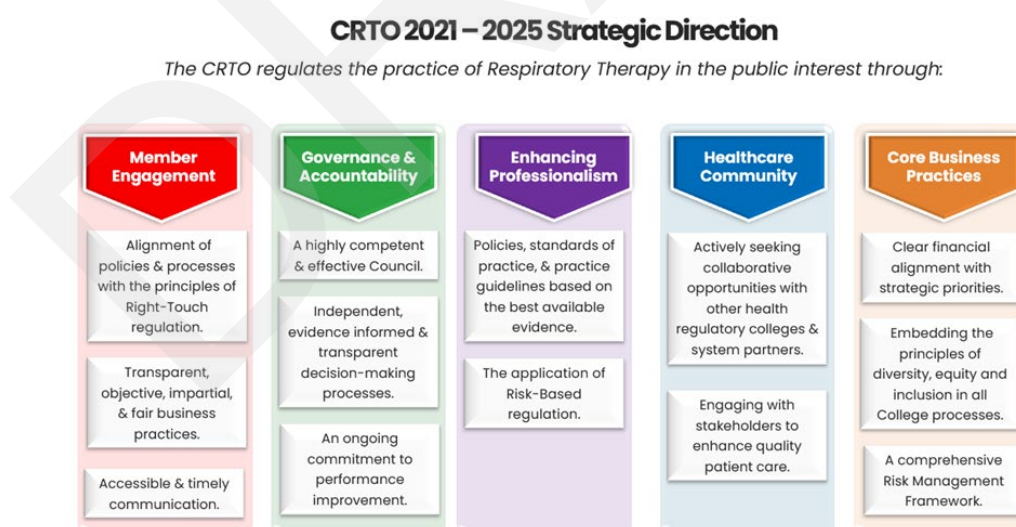 CRTO 2021 – 2025 Strategic Direction
The CRTO regulates the practice of Respiratory Therapy in the public interest through:
Member
Engagement
Alignment of
policies & processes
with the principles of
Right-Touch
regulation.
Transparent,
objective, impartial,
& fair business
practices.
Accessible & timely
communication.
Governance &
Accountability
A highly competent
& effective Council.
Independent,
evidence informed &
transparent
decision-making
processes.
An ongoing
commitment to
performance
improvement.
Enhancing
Professionalism
Policies, standards of
practice, & practice
guidelines based on
the best available
evidence.
The application of
Risk-Based
regulation.
Healthcare
Community
Actively seeking
collaborative
opportunities with
other health
regulatory colleges &
system partners.
Engaging with
stakeholders to
enhance quality
patient care.
Core Business
Practices
Clear financial
alignment with
strategic priorities.
Embedding the
principles of
diversity, equity and
inclusion in all
College processes.
A comprehensive
Risk Management
Framework.